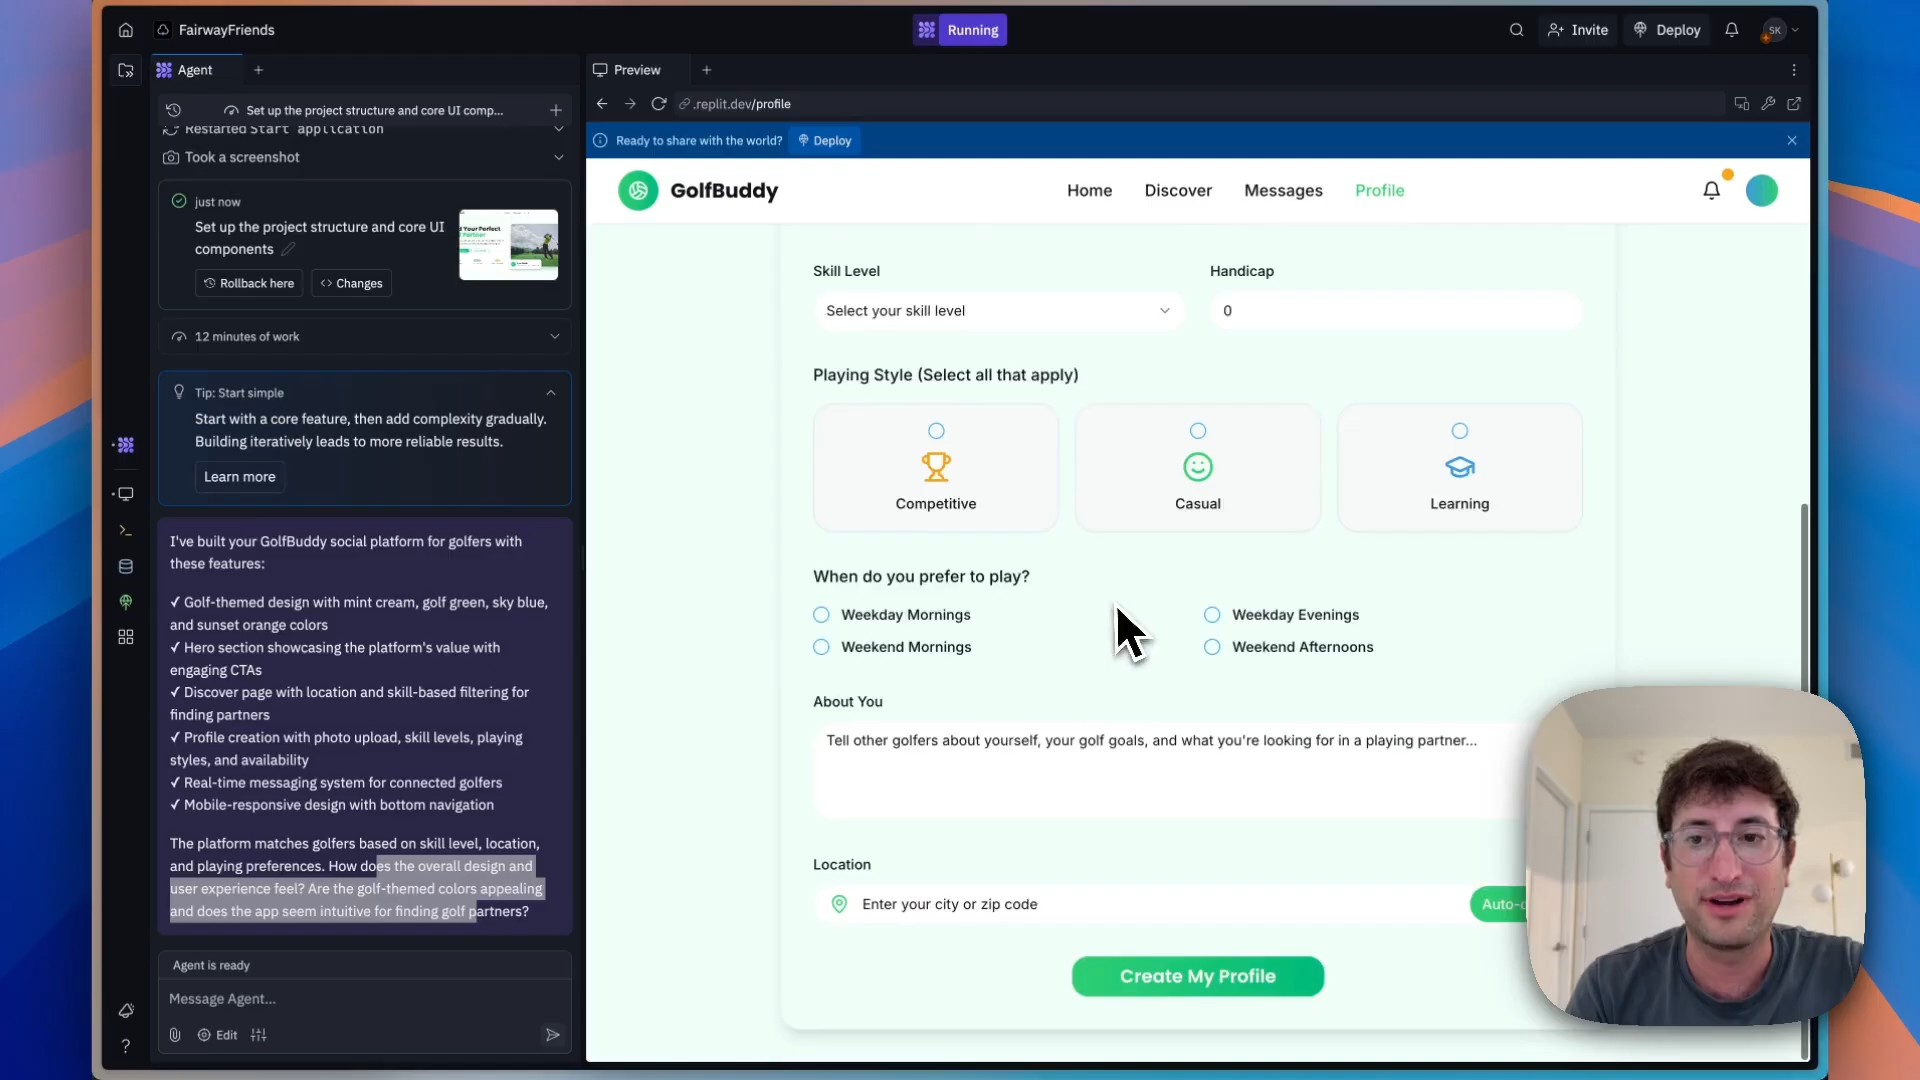 FairwayFriends
Running
Invite
Deploy
SK
Agent
Preview
Set up the project structure and core UI comp...
.replit.dev/profile
Restarted Start application
Took a screenshot
Ready to share with the world?
Deploy
just now
Set up the project structure and core UI
components
Rollback here
Changes
12 minutes of work
Tip: Start simple
Start with a core feature, then add complexity gradually.
Building iteratively leads to more reliable results.
Learn more
I've built your GolfBuddy social platform for golfers with
these features:
✓ Golf-themed design with mint cream, golf green, sky blue,
and sunset orange colors
✓ Hero section showcasing the platform's value with
engaging CTAs
✓ Discover page with location and skill-based filtering for
finding partners
✓ Profile creation with photo upload, skill levels, playing
styles, and availability
✓ Real-time messaging system for connected golfers
✓ Mobile-responsive design with bottom navigation
The platform matches golfers based on skill level, location,
and playing preferences. How does the overall design and
user experience feel? Are the golf-themed colors appealing
and does the app seem intuitive for finding golf partners?
Agent is ready
Message Agent...
Edit
GolfBuddy
Home
Discover
Messages
Profile
Skill Level
Handicap
Select your skill level
0
Playing Style (Select all that apply)
Competitive
Casual
Learning
When do you prefer to play?
Weekday Mornings
Weekday Evenings
Weekend Mornings
Weekend Afternoons
About You
Tell other golfers about yourself, your golf goals, and what you're looking for in a playing partner...
Location
Enter your city or zip code
Create My Profile